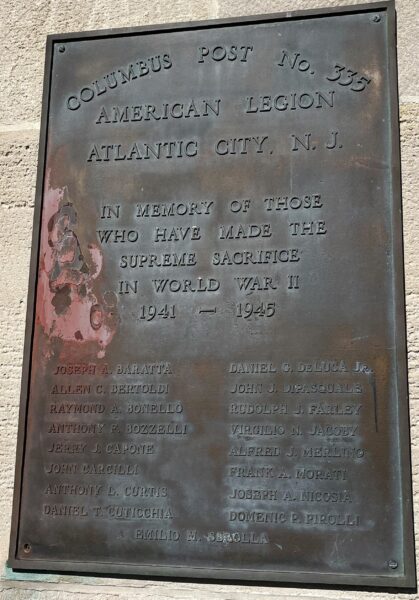 COLUMBUS POST No. 335
AMERICAN LEGION
ATLANTIC CITY, N. J.
IN MEMORY OF THOSE
WHO HAVE MADE THE
SUPREME SACRIFICE
IN WORLD WAR II
1941 — 1945
JOSEPH A. BARATTA
ALLEN C. BERTOLDI
RAYMOND A. BONELLO
ANTHONY F. BOZZELLI
JERRY J. CAPONE
JOHN
ANTHONY L. CURTIS
DANIEL T. CUTICCHIA
DANIEL G. DELUCA JR.
JOHN J. DIPASQUALE
RUDOLPH J. FARLEY
VIRGILIO N. JACOBY
ALFRED J. MERLINO
FRANK A. MORATI
JOSEPH A. NICOSIA
DOMENIC P. PIROLLI
EMILIO M.